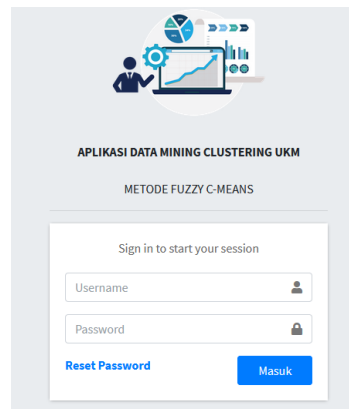 APLIKASI DATA MINING CLUSTERING UKM
METODE FUZZY C-MEANS
Sign in to start your session
Username
Password
Reset Password
Masuk